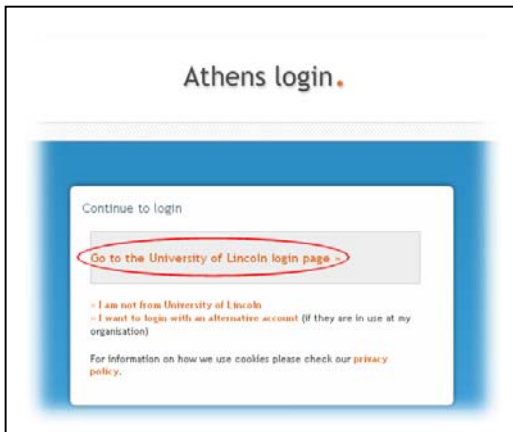 Athens login.
Continue to login
Go to the University of Lincoln login page »
» I am not from University of Lincoln
» I want to login with an alternative account (if they are in use at my
organisation)
For information on how we use cookies please check our privacy
policy.